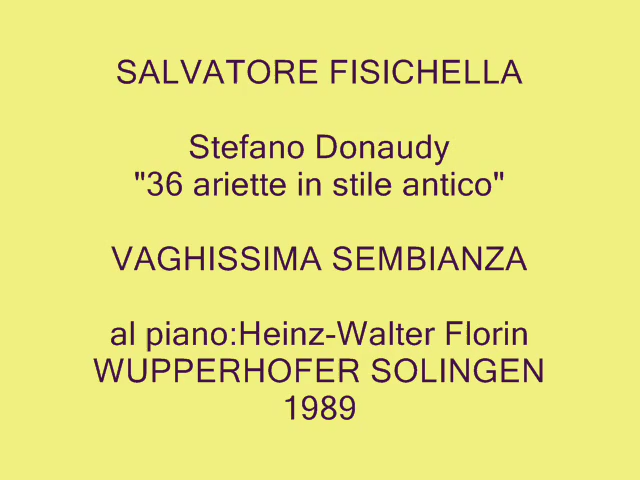 SALVATORE FISICHELLA
Stefano Donaudy
"36 ariette in stile antico"
VAGHISSIMA SEMBIANZA
al piano:Heinz-Walter Florin
WUPPERHOFER SOLINGEN
1989